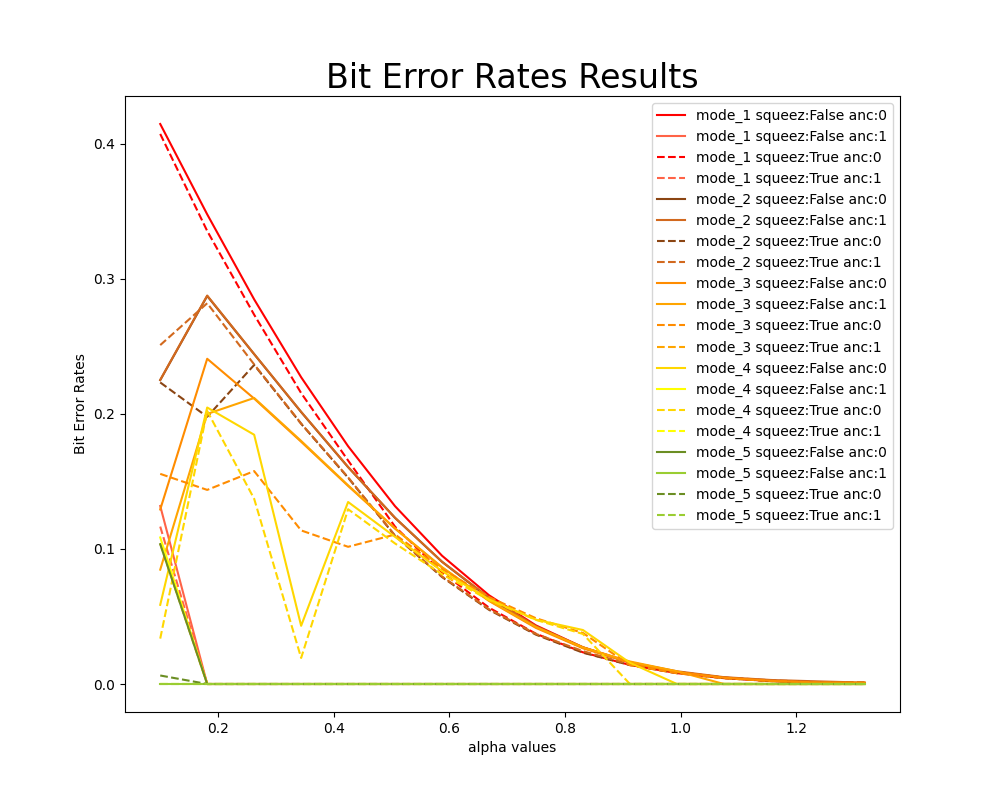 Bit Error Rates Results
mode_1 squeez:False anc:0
mode_1 squeez:False anc:1
mode_1 squeez:True anc:0
mode_1 squeez:True anc:1
mode_2 squeez:False anc:0
mode_2 squeez:False anc:1
mode_2 squeez:True anc:0
mode_2 squeez:True anc:1
mode_3 squeez:False anc:0
mode_3 squeez:False anc:1
mode_3 squeez:True anc:0
mode_3 squeez:True anc:1
mode_4 squeez:False anc:0
mode_4 squeez:False anc:1
mode_4 squeez:True anc:0
mode_4 squeez:True anc:1
mode_5 squeez:False anc:0
mode_5 squeez:False anc:1
mode_5 squeez:True anc:0
mode_5 squeez:True anc:1
Bit Error Rates
0.4
0.3
0.2
0.1
0.0
0.2 0.4 0.6 0.8 1.0 1.2
alpha values